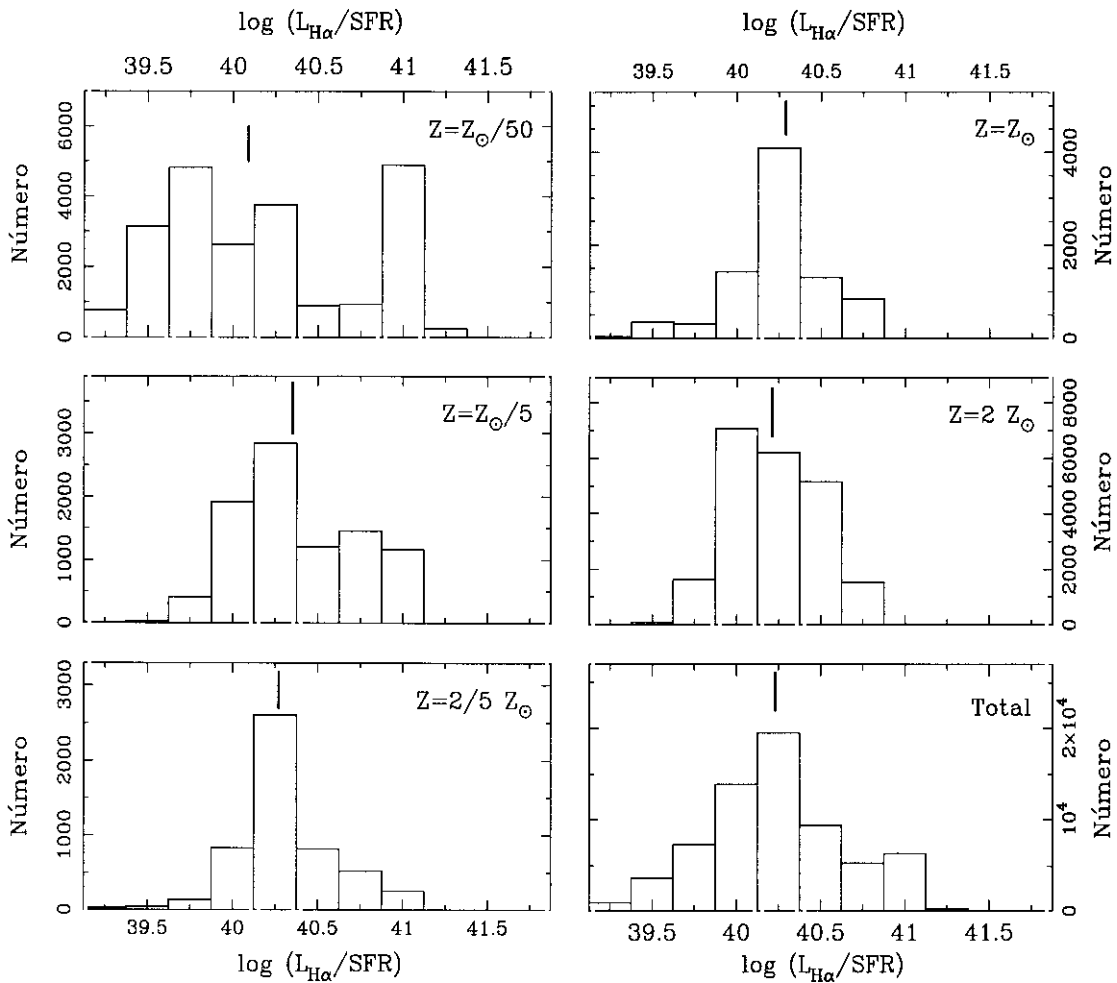 log (L_Hα/SFR)
39.5 40 40.5 41 41.5
Número
0 2000 4000 6000
Z=Z⊙/50
log (L_Hα/SFR)
39.5 40 40.5 41 41.5
Z=Z⊙
0 2000 4000
Número
Número
0 1000 2000 3000
Z=Z⊙/5
Z=2 Z⊙
0 2000 4000 6000 8000
Número
Número
0 1000 2000 3000
Z=2/5 Z⊙
39.5 40 40.5 41 41.5
log (L_Hα/SFR)
Total
0 10⁴ 2×10⁴
Número
39.5 40 40.5 41 41.5
log (L_Hα/SFR)